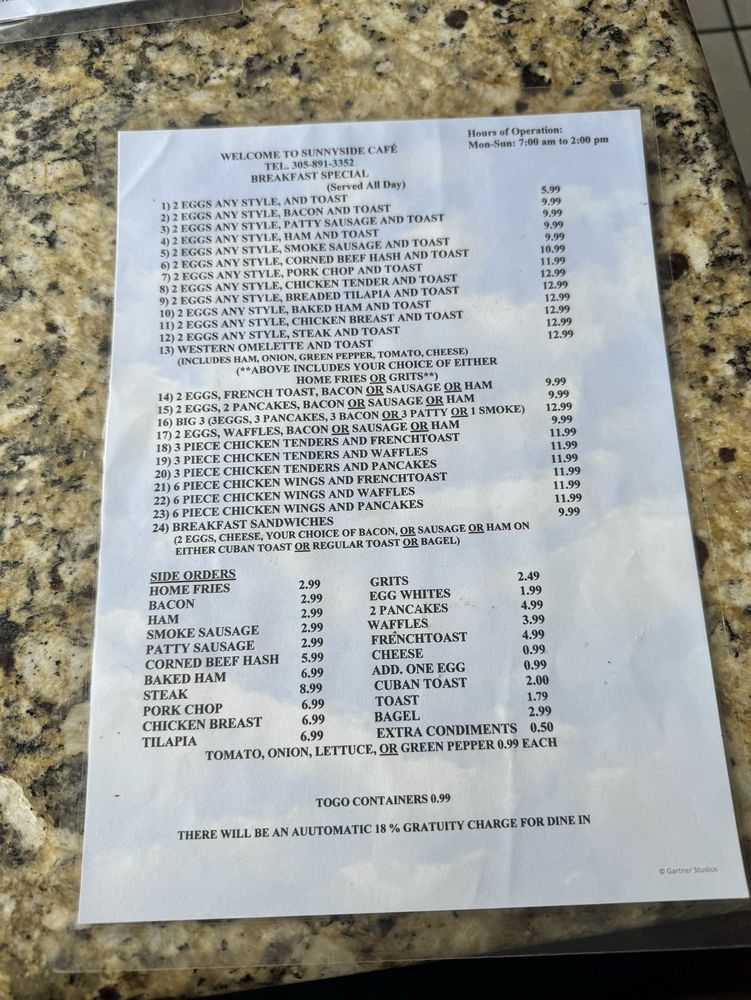 Hours of Operation:
Mon-Sun: 7:00 am to 2:00 pm
WELCOME TO SUNNYSIDE CAFÉ
TEL. 305-891-3352
BREAKFAST SPECIAL
(Served All Day)
1) 2 EGGS ANY STYLE, AND TOAST 5.99
2) 2 EGGS ANY STYLE, BACON AND TOAST 9.99
3) 2 EGGS ANY STYLE, PATTY SAUSAGE AND TOAST 9.99
4) 2 EGGS ANY STYLE, HAM AND TOAST 9.99
5) 2 EGGS ANY STYLE, SMOKE SAUSAGE AND TOAST 9.99
6) 2 EGGS ANY STYLE, CORNED BEEF HASH AND TOAST 10.99
7) 2 EGGS ANY STYLE, PORK CHOP AND TOAST 11.99
8) 2 EGGS ANY STYLE, CHICKEN TENDER AND TOAST 12.99
9) 2 EGGS ANY STYLE, BREADED TILAPIA AND TOAST 12.99
10) 2 EGGS ANY STYLE, BAKED HAM AND TOAST 12.99
11) 2 EGGS ANY STYLE, CHICKEN BREAST AND TOAST 12.99
12) 2 EGGS ANY STYLE, STEAK AND TOAST 12.99
13) WESTERN OMELETTE AND TOAST 12.99
(INCLUDES HAM, ONION, GREEN PEPPER, TOMATO, CHEESE)
(**ABOVE INCLUDES YOUR CHOICE OF EITHER
HOME FRIES OR GRITS**)
14) 2 EGGS, FRENCH TOAST, BACON OR SAUSAGE OR HAM 9.99
15) 2 EGGS, 2 PANCAKES, BACON OR SAUSAGE OR HAM 9.99
16) BIG 3 (3EGGS, 3 PANCAKES, 3 BACON OR 3 PATTY OR 1 SMOKE) 12.99
17) 2 EGGS, WAFFLES, BACON OR SAUSAGE OR HAM 9.99
18) 3 PIECE CHICKEN TENDERS AND FRENCHTOAST 11.99
19) 3 PIECE CHICKEN TENDERS AND WAFFLES 11.99
20) 3 PIECE CHICKEN TENDERS AND PANCAKES 11.99
21) 6 PIECE CHICKEN WINGS AND FRENCHTOAST 11.99
22) 6 PIECE CHICKEN WINGS AND WAFFLES 11.99
23) 6 PIECE CHICKEN WINGS AND PANCAKES 11.99
24) BREAKFAST SANDWICHES 9.99
(2 EGGS, CHEESE, YOUR CHOICE OF BACON, OR SAUSAGE OR HAM ON
EITHER CUBAN TOAST OR REGULAR TOAST OR BAGEL)
SIDE ORDERS
HOME FRIES 2.99 GRITS 2.49
BACON 2.99 EGG WHITES 1.99
HAM 2.99 2 PANCAKES 4.99
SMOKE SAUSAGE 2.99 WAFFLES 3.99
PATTY SAUSAGE 2.99 FRENCHTOAST 4.99
CORNED BEEF HASH 5.99 CHEESE 0.99
BAKED HAM 6.99 ADD. ONE EGG 0.99
STEAK 8.99 CUBAN TOAST 2.00
PORK CHOP 6.99 TOAST 1.79
CHICKEN BREAST 6.99 BAGEL 2.99
TILAPIA 6.99 EXTRA CONDIMENTS 0.50
TOMATO, ONION, LETTUCE, OR GREEN PEPPER 0.99 EACH
TOGO CONTAINERS 0.99
THERE WILL BE AN AUUTOMATIC 18 % GRATUITY CHARGE FOR DINE IN
© Gartner Studios